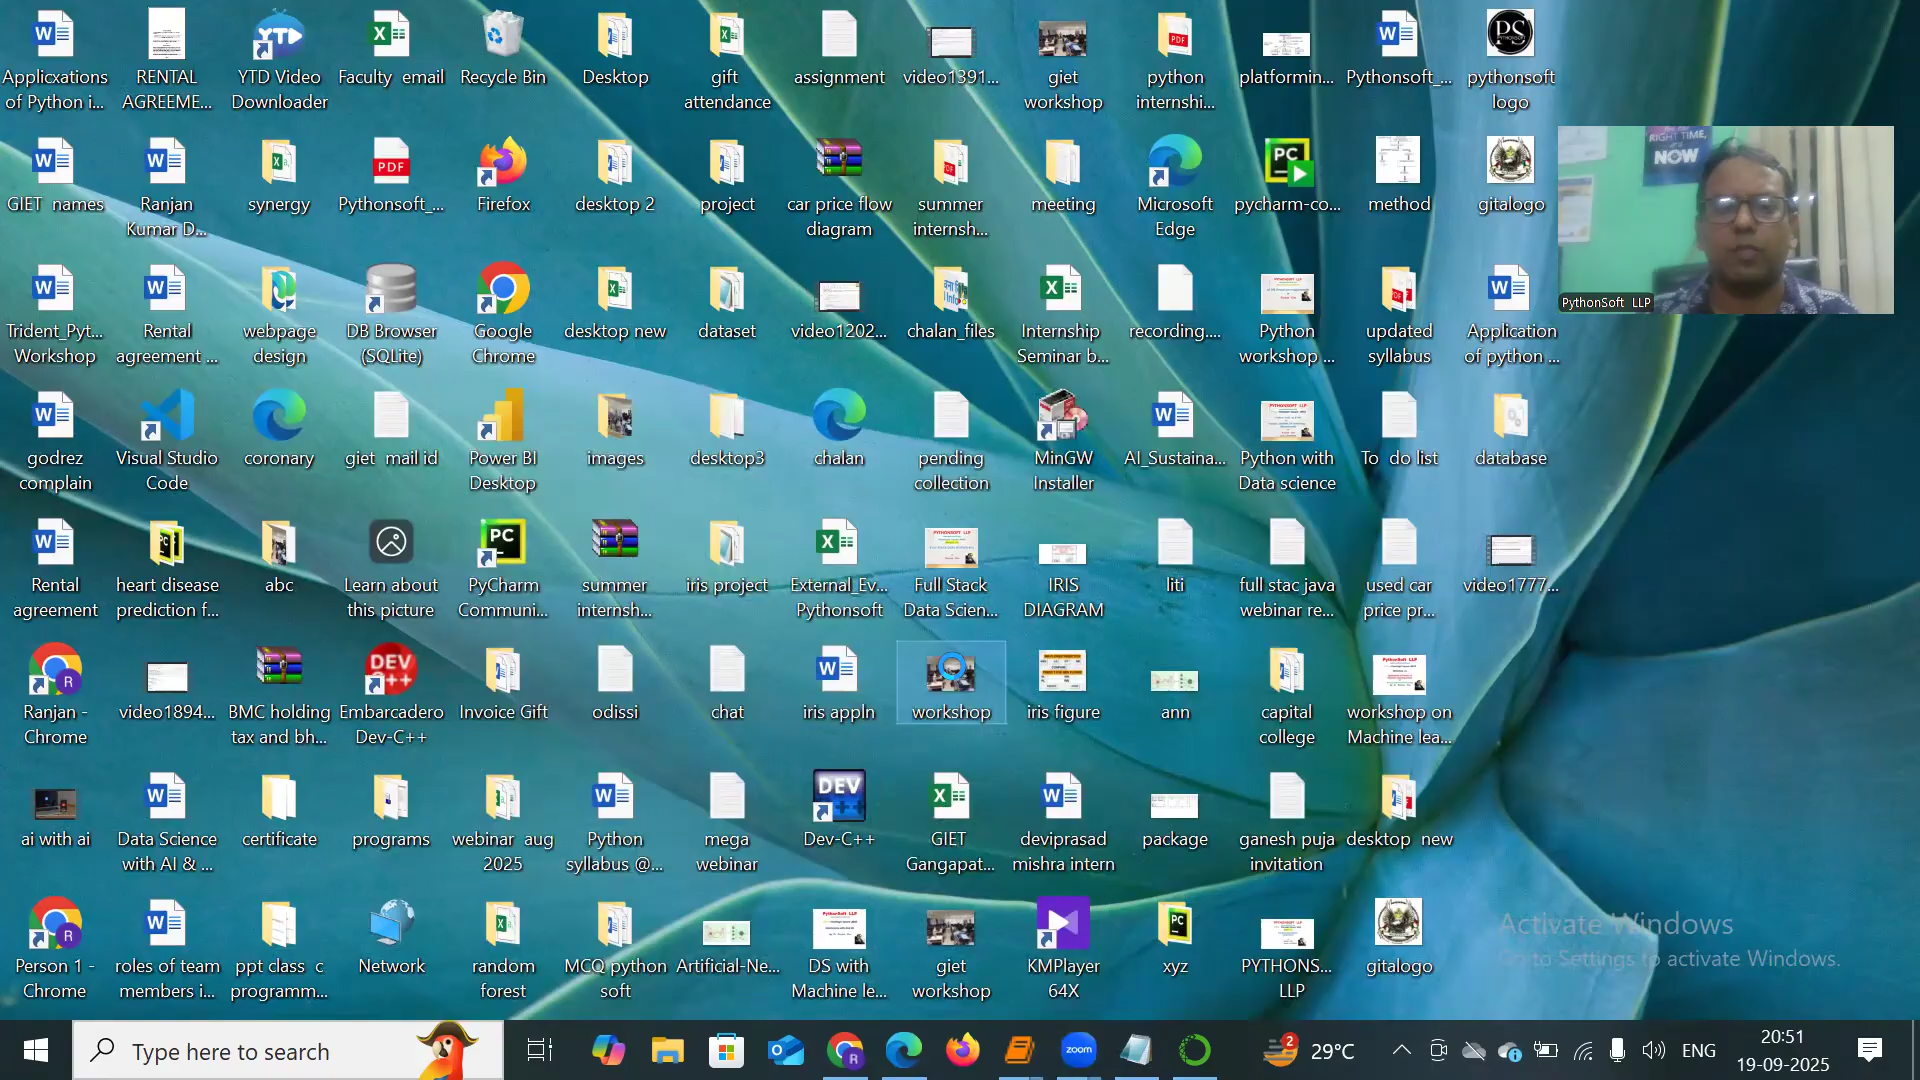 Applicxations
of Python i...
RENTAL
AGREEME...
YTD
YTD Video
Downloader
Faculty email
Recycle Bin
Desktop
gift
attendance
assignment
video1391...
giet
workshop
PDF
python
internshi...
platformin...
Pythonsoft_...
PS
pythonsoft
logo
GIET names
Ranjan
Kumar D...
synergy
PDF
Pythonsoft_...
Firefox
desktop 2
project
car price flow
diagram
summer
internsh...
meeting
Microsoft
Edge
PC
pycharm-co...
method
gitalogo
RIGHT TIME,
NOW
PythonSoft LLP
Trident_Pyt...
Workshop
Rental
agreement ...
webpage
design
DB Browser
(SQLite)
Google
Chrome
desktop new
dataset
video1202...
chalan_files
Internship
Seminar b...
recording....
Python
workshop ...
updated
syllabus
Application
of python ...
godrez
complain
Visual Studio
Code
coronary
giet mail id
Power BI
Desktop
images
desktop3
chalan
pending
collection
MinGW
Installer
AI_Sustaina...
Python with
Data science
To do list
database
Rental
agreement
heart disease
prediction f...
abc
Learn about
this picture
PC
PyCharm
Communi...
summer
internsh...
iris project
External_Ev...
Pythonsoft
Full Stack
Data Scien...
IRIS
DIAGRAM
liti
full stac java
webinar re...
used car
price pr...
video1777...
Ranjan -
Chrome
video1894...
BMC holding
tax and bh...
DEV
C++
Embarcadero
Dev-C++
Invoice Gift
odissi
chat
iris appln
workshop
iris figure
ann
capital
college
workshop on
Machine lea...
ai with ai
Data Science
with AI & ...
certificate
programs
webinar aug
2025
Python
syllabus @...
mega
webinar
DEV
Dev-C++
GIET
Gangapat...
deviprasad
mishra intern
package
ganesh puja
invitation
desktop new
Person 1 -
Chrome
roles of team
members i...
ppt class c
programm...
Network
random
forest
MCQ python
soft
Artificial-Ne...
DS with
Machine le...
giet
workshop
KMPlayer
64X
PC
xyz
PYTHONS...
LLP
gitalogo
Activate Windows
Go to Settings to activate Windows.
Type here to search
zoom
2
29°C
ENG
20:51
19-09-2025